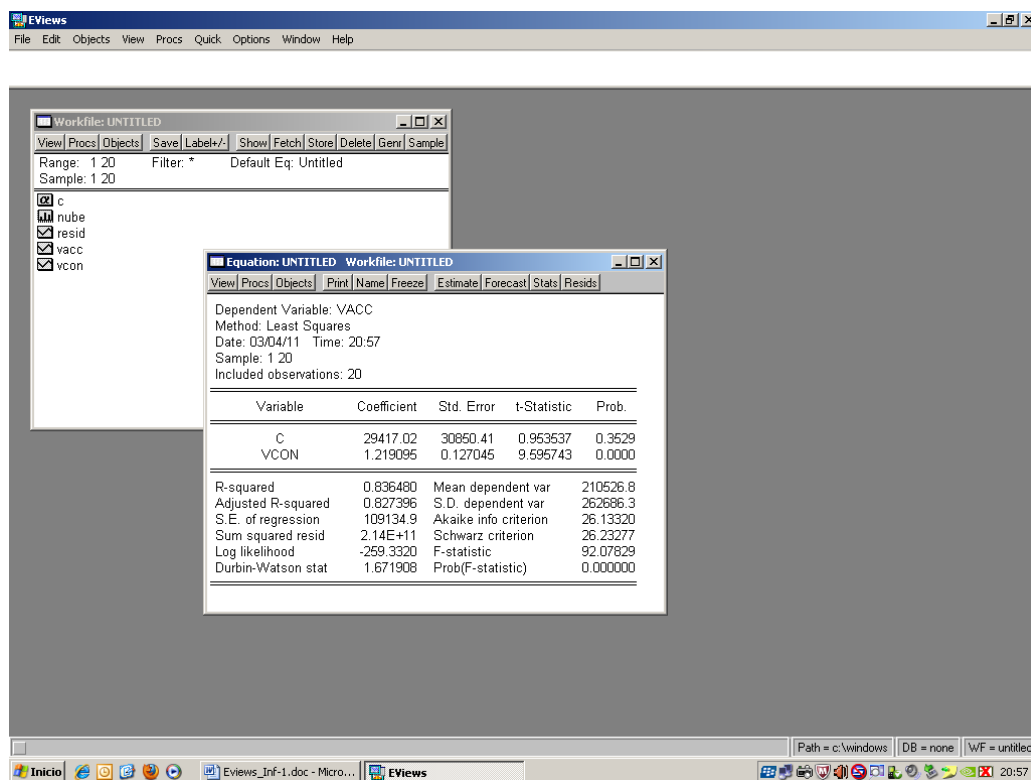 EViews
File Edit Objects View Procs Quick Options Window Help
Workfile: UNTITLED
View Procs Objects Save Label+/- Show Fetch Store Delete Genr Sample
Range: 1 20 Filter: * Default Eq: Untitled
Sample: 1 20
c
nube
resid
vacc
vcon
Equation: UNTITLED Workfile: UNTITLED
View Procs Objects Print Name Freeze Estimate Forecast Stats Resids
Dependent Variable: VACC
Method: Least Squares
Date: 03/04/11 Time: 20:57
Sample: 1 20
Included observations: 20
Variable Coefficient Std. Error t-Statistic Prob.
C 29417.02 30850.41 0.953537 0.3529
VCON 1.219095 0.127045 9.595743 0.0000
R-squared 0.836480 Mean dependent var 210526.8
Adjusted R-squared 0.827396 S.D. dependent var 262686.3
S.E. of regression 109134.9 Akaike info criterion 26.13320
Sum squared resid 2.14E+11 Schwarz criterion 26.23277
Log likelihood -259.3320 F-statistic 92.07829
Durbin-Watson stat 1.671908 Prob(F-statistic) 0.000000
Path = c:\windows DB = none WF = untitled
Inicio Eviews_Inf-1.doc - Micro... EViews 20:57